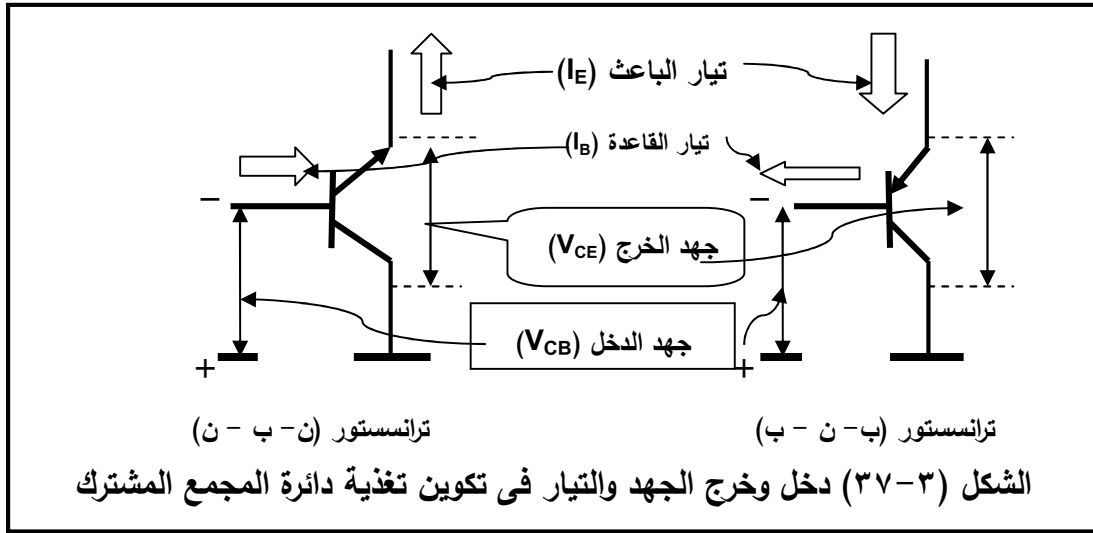 تيار الباعث (IE)
تيار القاعدة (IB)
– –
جهد الخرج (VCE)
جهد الدخل (VCB)
+ +
ترانسستور (ن- ب - ن) ترانسستور (ب- ن - ب)
الشكل (٣-٣٧) دخل وخرج الجهد والتيار فى تكوين تغذية دائرة المجمع المشترك